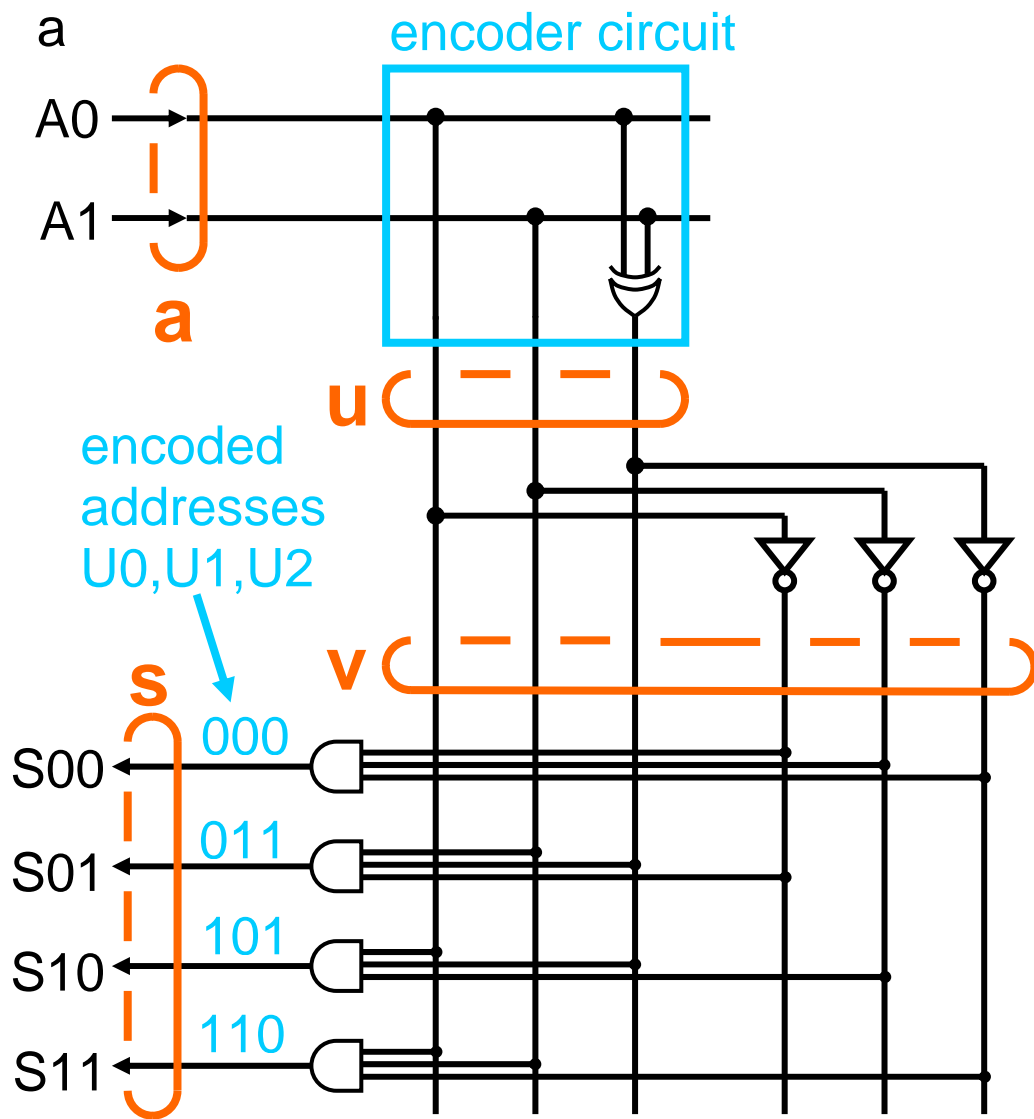 a
encoder circuit
A0
A1
a
u
encoded
addresses
U0,U1,U2
v
s
000
S00
011
S01
101
S10
110
S11